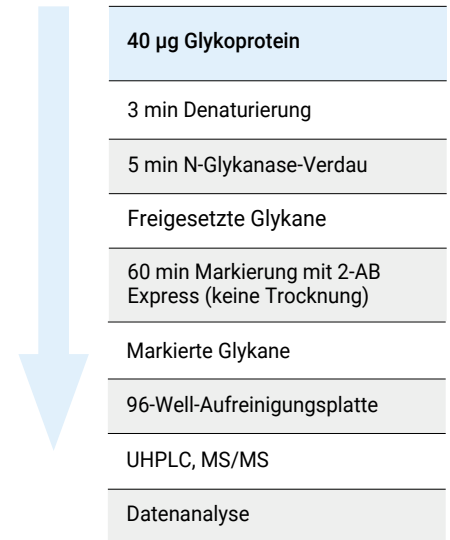 40 µg Glykoprotein
3 min Denaturierung
5 min N-Glykanase-Verdau
Freigesetzte Glykane
60 min Markierung mit 2-AB
Express (keine Trocknung)
Markierte Glykane
96-Well-Aufreinigungsplatte
UHPLC, MS/MS
Datenanalyse